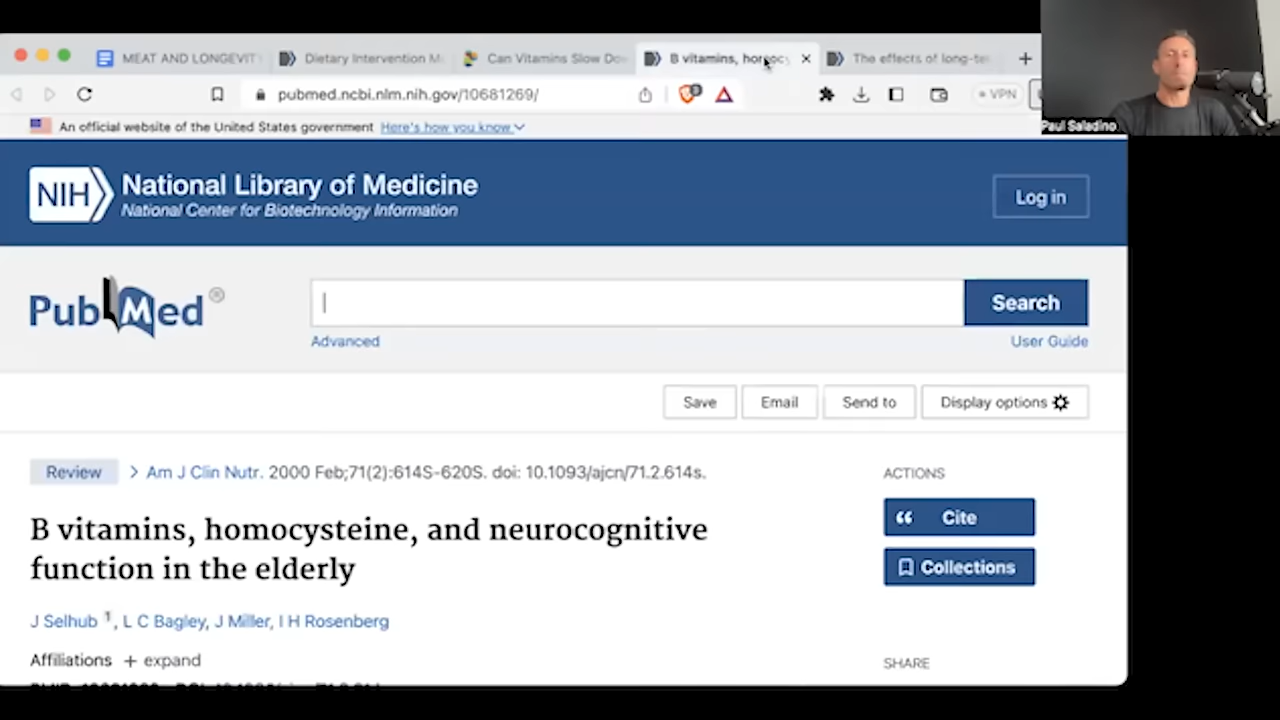 MEAT AND LONGEVIT
Dietary Intervention M
Can Vitamins Slow Do
B vitamins, homocy
The effects of long-te
pubmed.ncbi.nlm.nih.gov/10681269/
VPN
Paul Saladino
An official website of the United States government Here's how you know
NIH National Library of Medicine
National Center for Biotechnology Information
Log in
PubMed®
Search
Advanced
User Guide
Save
Email
Send to
Display options
Review
Am J Clin Nutr. 2000 Feb;71(2):614S-620S. doi: 10.1093/ajcn/71.2.614s.
ACTIONS
B vitamins, homocysteine, and neurocognitive
function in the elderly
Cite
Collections
J Selhub 1, L C Bagley, J Miller, I H Rosenberg
Affiliations + expand
SHARE